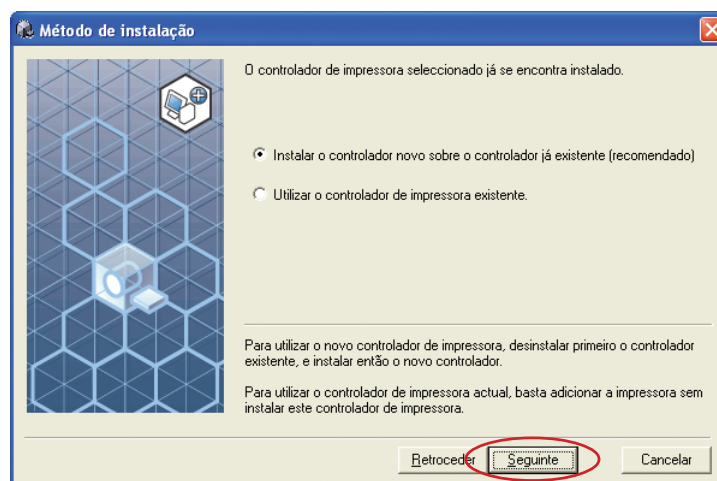 Método de instalação
O controlador de impressora seleccionado já se encontra instalado.
Instalar o controlador novo sobre o controlador já existente (recomendado)
Utilizar o controlador de impressora existente.
Para utilizar o novo controlador de impressora, desinstalar primeiro o controlador
existente, e instalar então o novo controlador.
Para utilizar o controlador de impressora actual, basta adicionar a impressora sem
instalar este controlador de impressora.
Retroceder Seguinte Cancelar